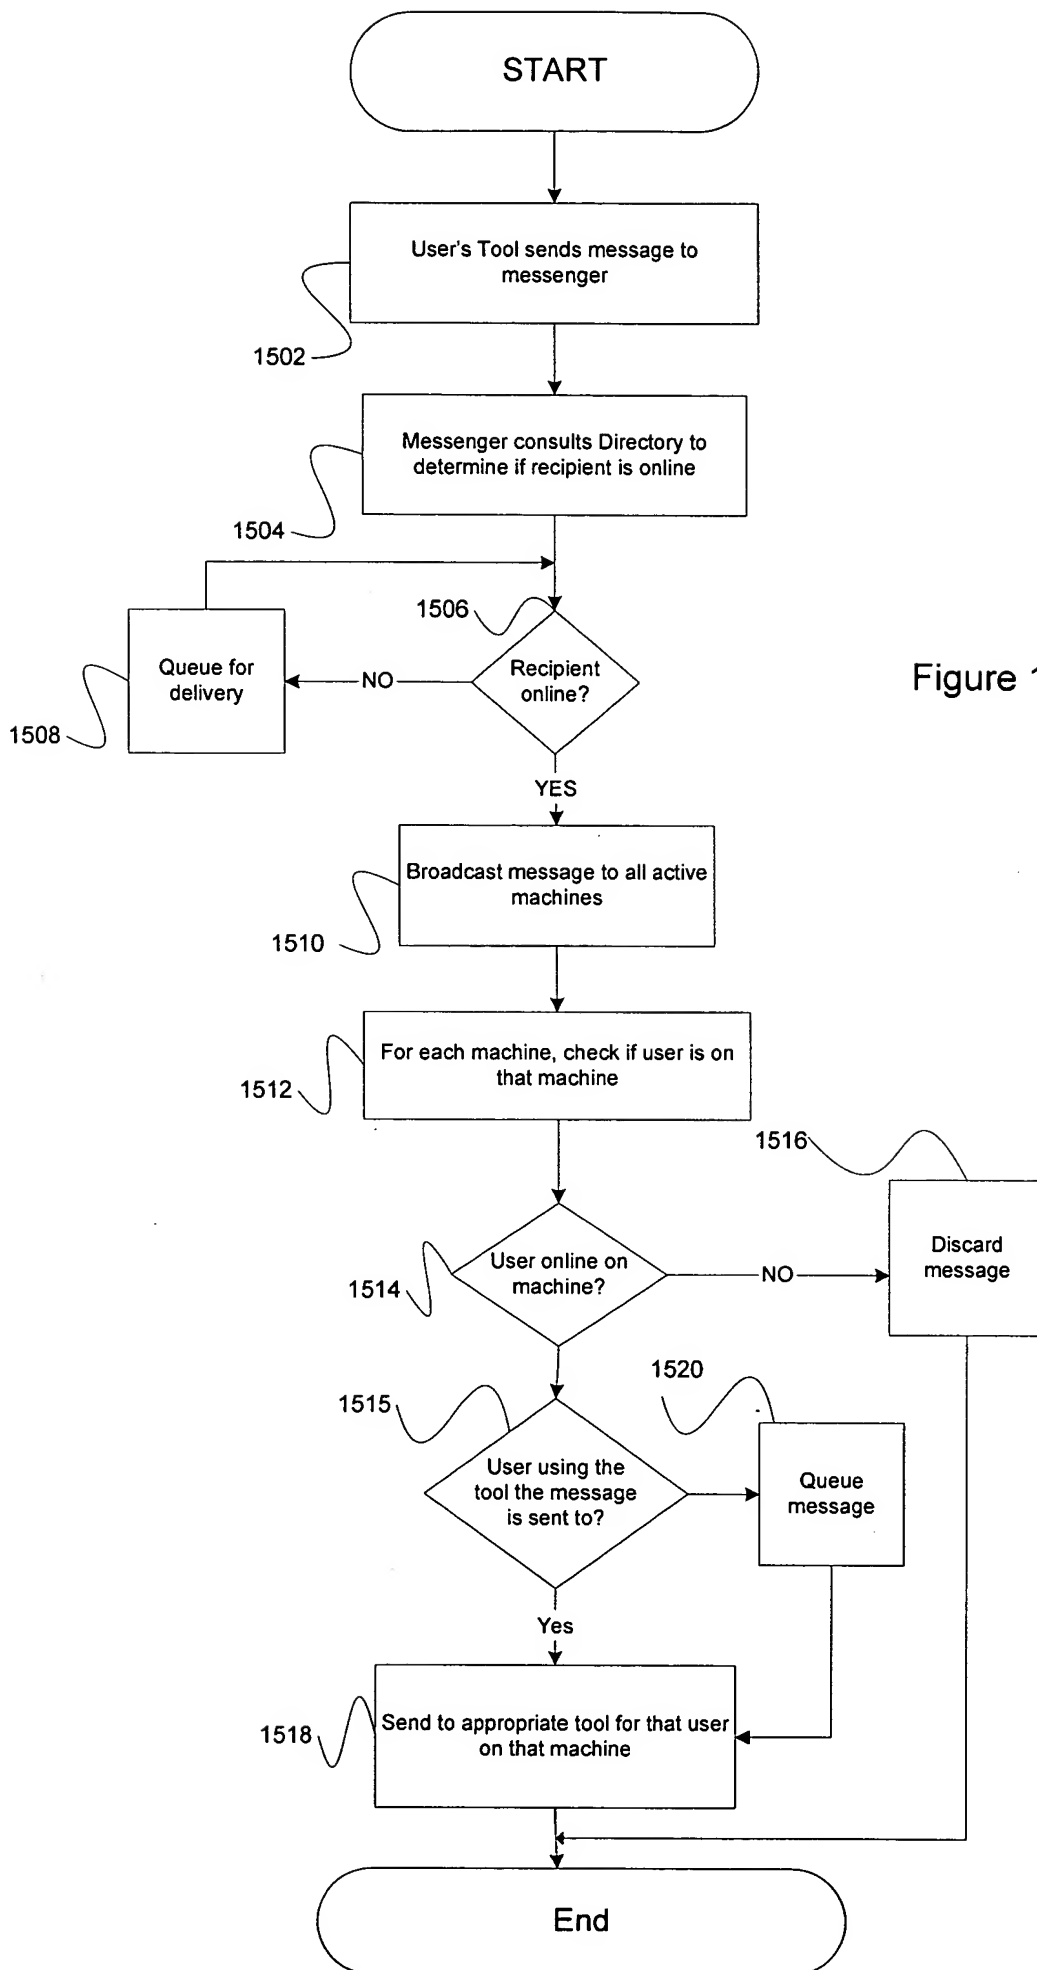 START
User's Tool sends message to
messenger
1502
Messenger consults Directory to
determine if recipient is online
1504
1506
Recipient
online?
NO
Queue for
delivery
1508
Figure 1
YES
Broadcast message to all active
machines
1510
For each machine, check if user is on
that machine
1512
1516
Discard
message
User online on
machine?
NO
1514
1520
1515
User using the
tool the message
is sent to?
Queue
message
Yes
Send to appropriate tool for that user
on that machine
1518
End